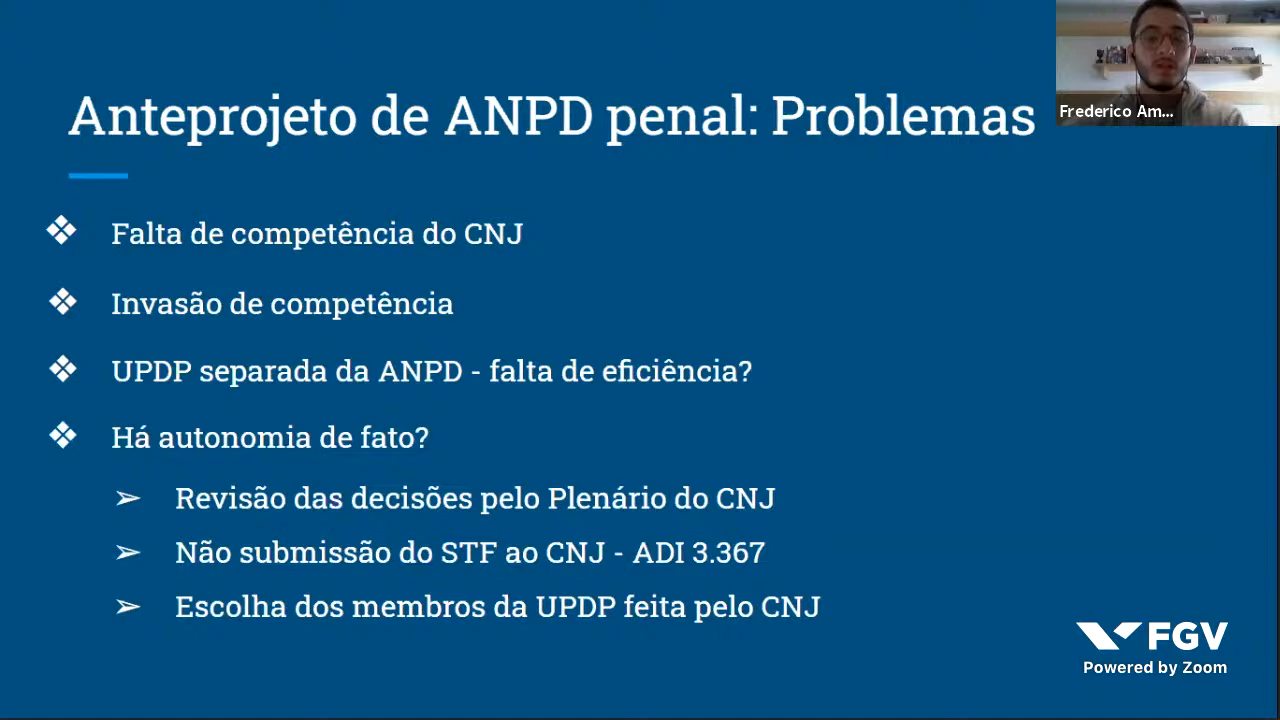 Anteprojeto de ANPD penal: Problemas
Frederico Am...
Falta de competência do CNJ
Invasão de competência
UPDP separada da ANPD - falta de eficiência?
Há autonomia de fato?
Revisão das decisões pelo Plenário do CNJ
Não submissão do STF ao CNJ - ADI 3.367
Escolha dos membros da UPDP feita pelo CNJ
FGV
Powered by Zoom